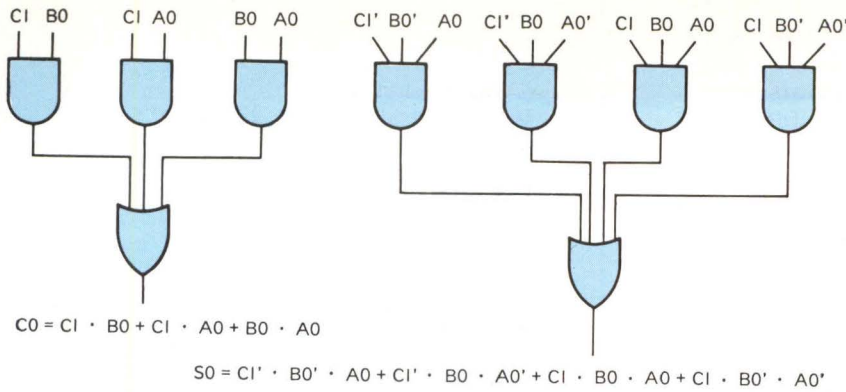 CI B0 CI A0 B0 A0 CI' B0' A0 CI' B0 A0' CI B0 A0 CI B0' A0'
C0 = CI · B0 + CI · A0 + B0 · A0
S0 = CI' · B0' · A0 + CI' · B0 · A0' + CI · B0 · A0 + CI · B0' · A0'